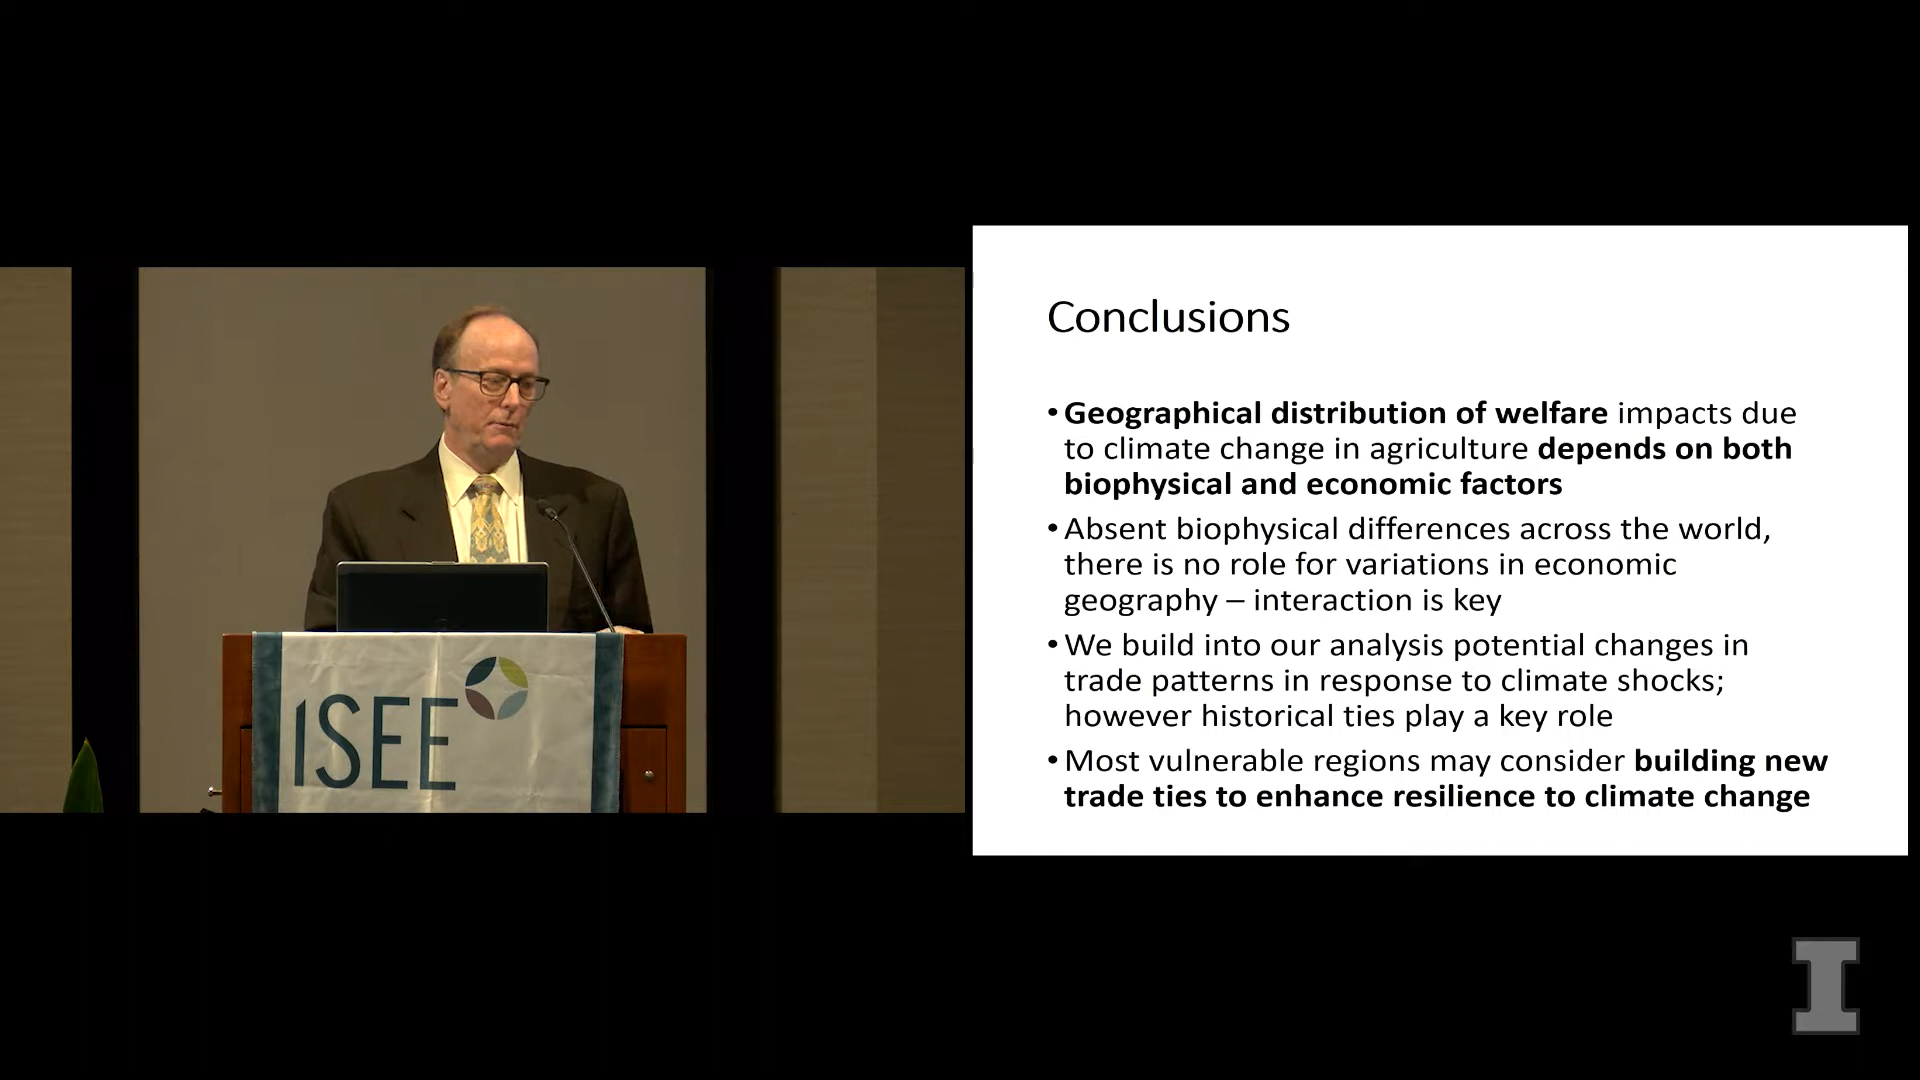 ISEE
Conclusions
• Geographical distribution of welfare impacts due
to climate change in agriculture depends on both
biophysical and economic factors
• Absent biophysical differences across the world,
there is no role for variations in economic
geography – interaction is key
• We build into our analysis potential changes in
trade patterns in response to climate shocks;
however historical ties play a key role
• Most vulnerable regions may consider building new
trade ties to enhance resilience to climate change
I